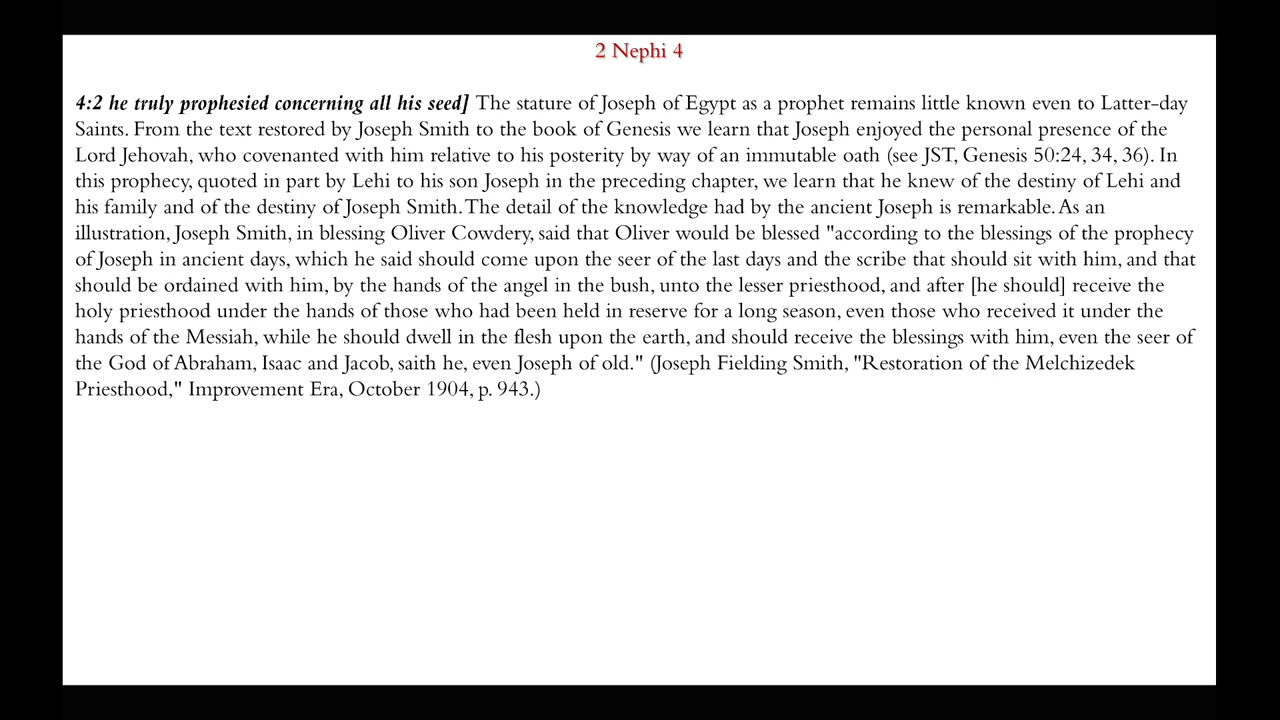 2 Nephi 4
4:2 he truly prophesied concerning all his seed] The stature of Joseph of Egypt as a prophet remains little known even to Latter-day
Saints. From the text restored by Joseph Smith to the book of Genesis we learn that Joseph enjoyed the personal presence of the
Lord Jehovah, who covenanted with him relative to his posterity by way of an immutable oath (see JST, Genesis 50:24, 34, 36). In
this prophecy, quoted in part by Lehi to his son Joseph in the preceding chapter, we learn that he knew of the destiny of Lehi and
his family and of the destiny of Joseph Smith. The detail of the knowledge had by the ancient Joseph is remarkable. As an
illustration, Joseph Smith, in blessing Oliver Cowdery, said that Oliver would be blessed "according to the blessings of the prophecy
of Joseph in ancient days, which he said should come upon the seer of the last days and the scribe that should sit with him, and that
should be ordained with him, by the hands of the angel in the bush, unto the lesser priesthood, and after [he should] receive the
holy priesthood under the hands of those who had been held in reserve for a long season, even those who received it under the
hands of the Messiah, while he should dwell in the flesh upon the earth, and should receive the blessings with him, even the seer of
the God of Abraham, Isaac and Jacob, saith he, even Joseph of old." (Joseph Fielding Smith, "Restoration of the Melchizedek
Priesthood," Improvement Era, October 1904, p. 943.)